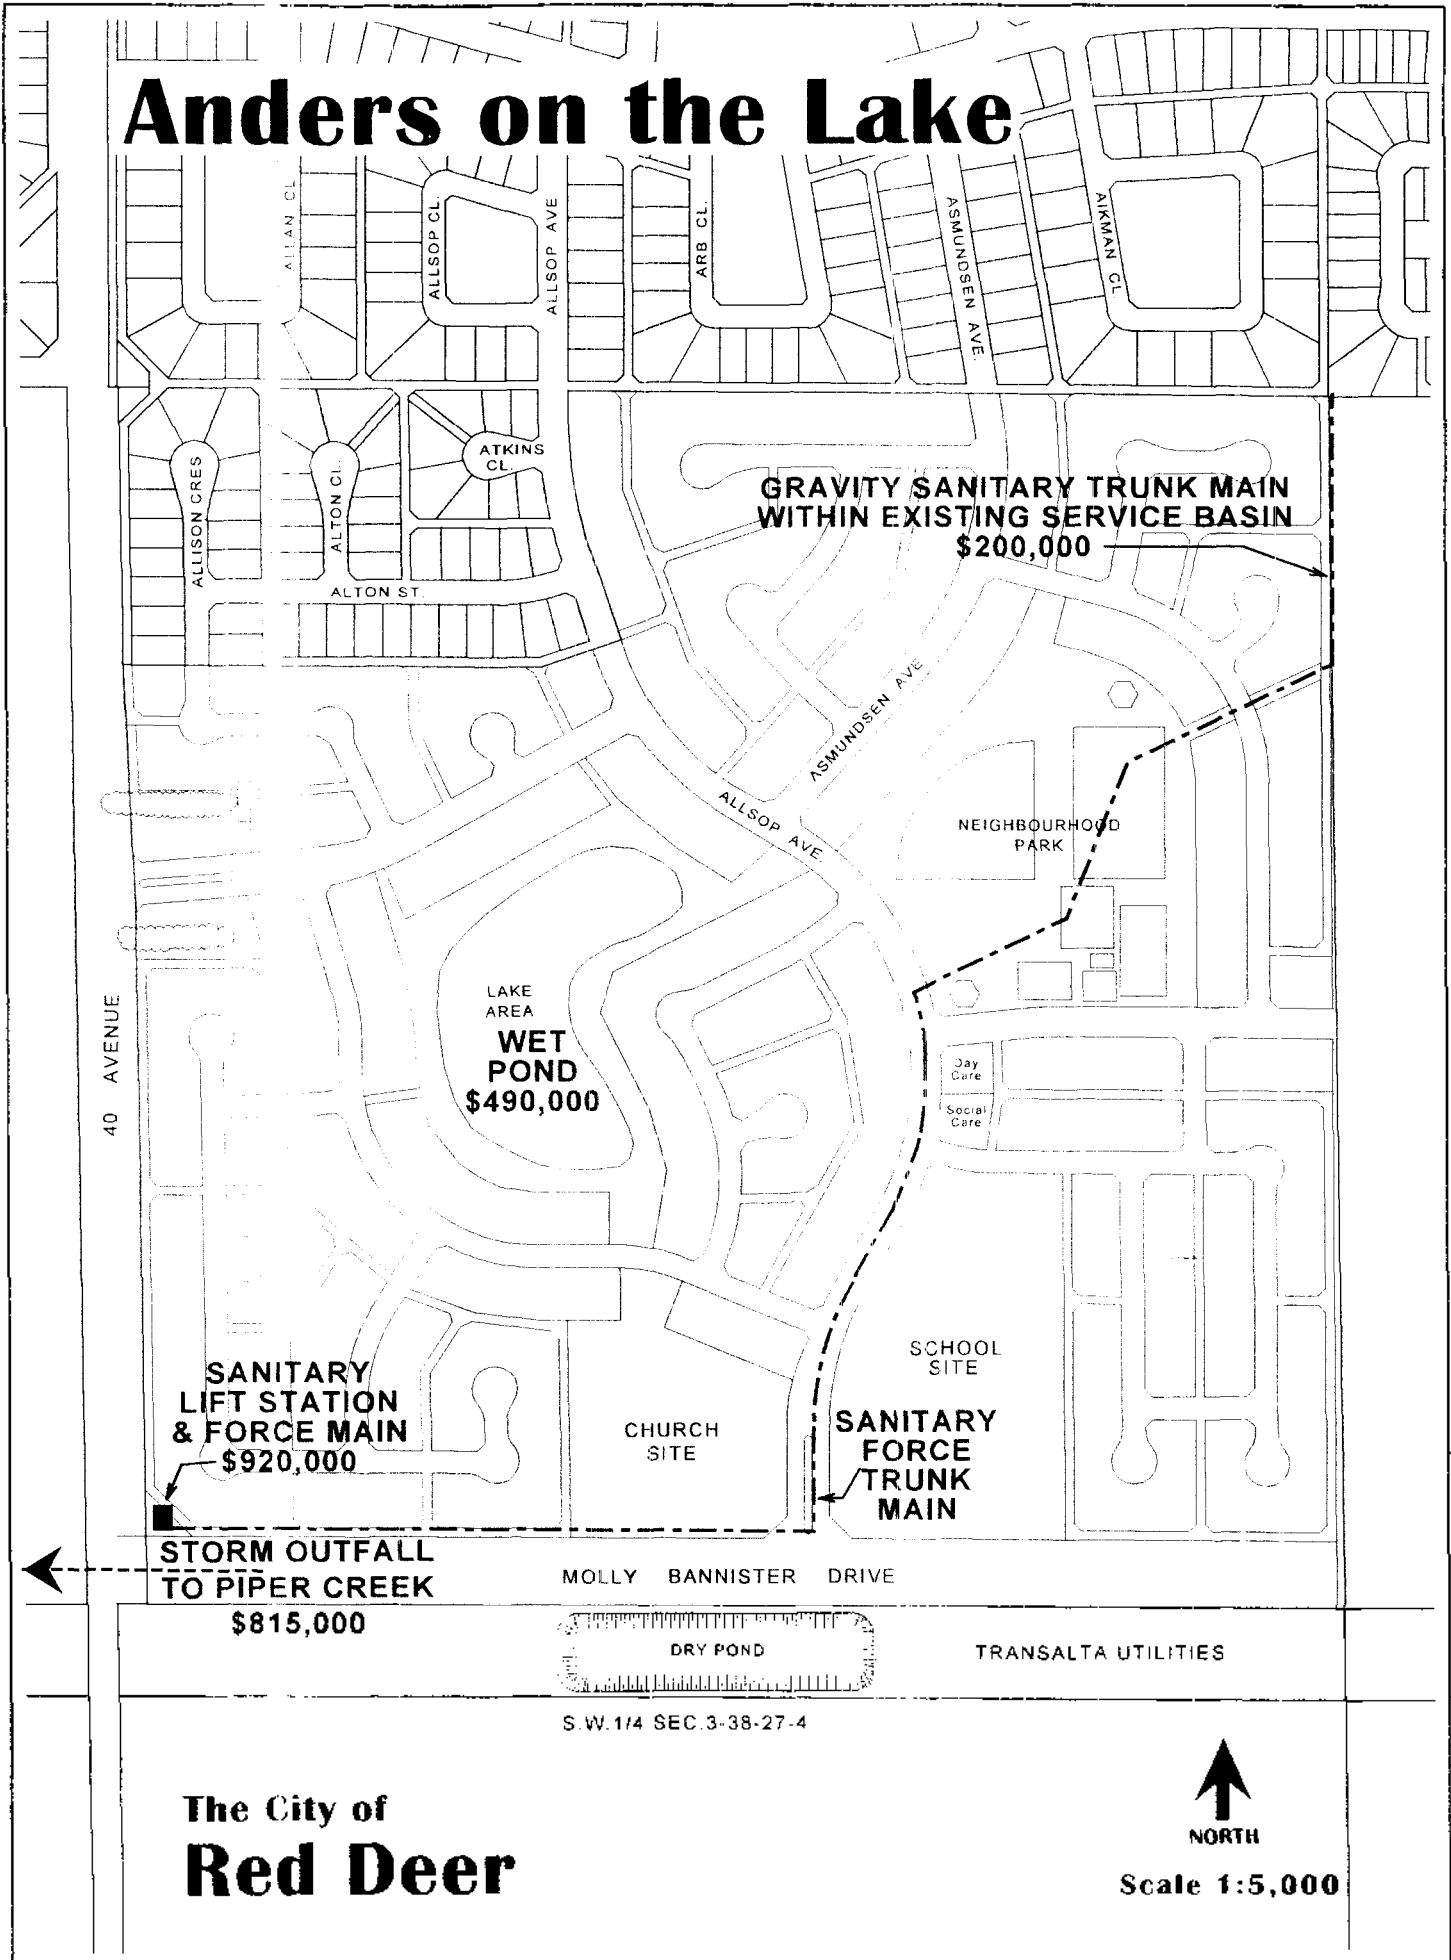 Anders on the Lake
ALLAN CL.
ALLSOP CL.
ALLSOP AVE
ARB CL.
ASMUNDSEN AVE.
AIKMAN CL
ATKINS
CL.
ALLISON CRES
ALTON CL.
ALTON ST.
GRAVITY SANITARY TRUNK MAIN
WITHIN EXISTING SERVICE BASIN
$200,000
ASMUNDSEN AVE
ALLSOP AVE.
NEIGHBOURHOOD
PARK
LAKE
AREA
WET
POND
$490,000
40 AVENUE
Day
Care
Social
Care
SCHOOL
SITE
SANITARY
LIFT STATION
& FORCE MAIN
$920,000
CHURCH
SITE
SANITARY
FORCE
TRUNK
MAIN
STORM OUTFALL
TO PIPER CREEK
$815,000
MOLLY BANNISTER DRIVE
DRY POND
TRANSALTA UTILITIES
S.W.1/4 SEC.3-38-27-4
The City of
Red Deer
NORTH
Scale 1:5,000